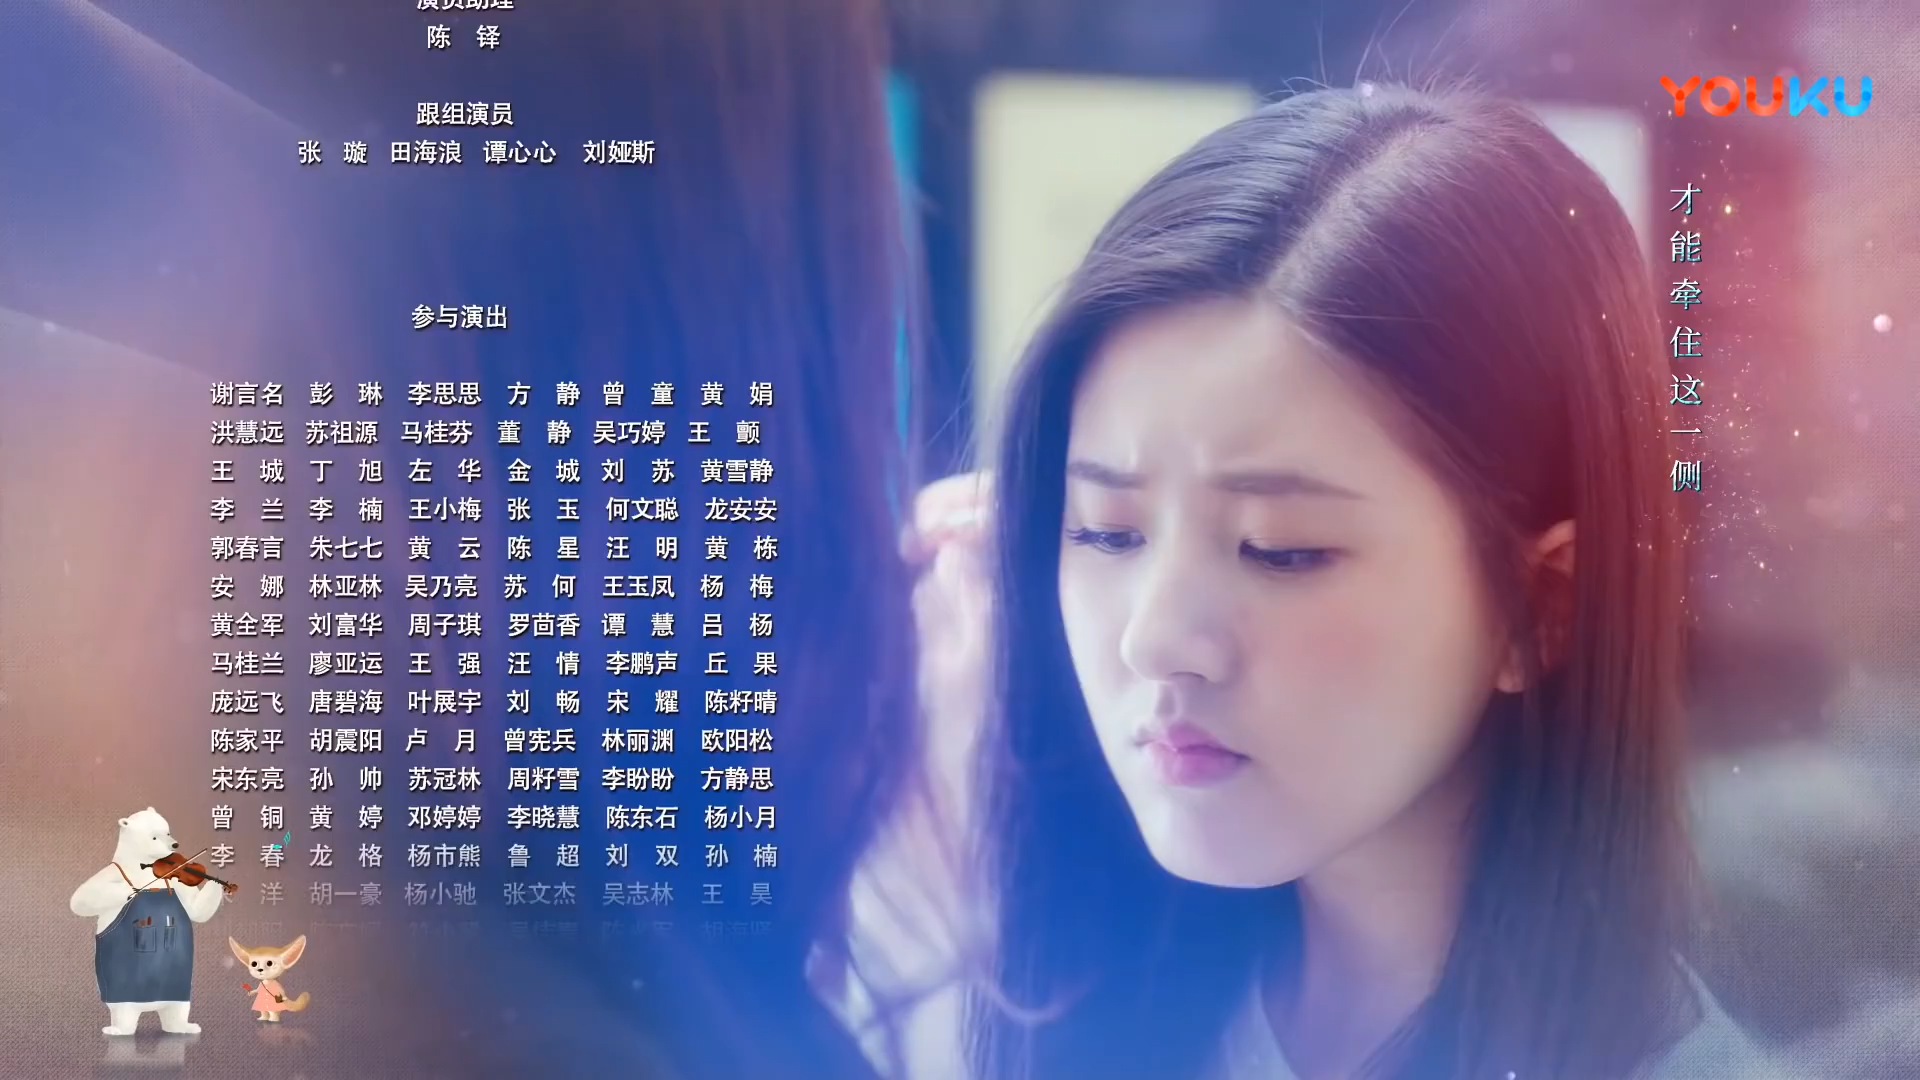 演员助理
陈 铎
跟组演员
张 璇 田海浪 谭心心 刘娅斯
参与演出
谢言名 彭 琳 李思思 方 静 曾 童 黄 娟
洪慧远 苏祖源 马桂芬 董 静 吴巧婷 王 颤
王 城 丁 旭 左 华 金 城 刘 苏 黄雪静
李 兰 李 楠 王小梅 张 玉 何文聪 龙安安
郭春言 朱七七 黄 云 陈 星 汪 明 黄 栋
安 娜 林亚林 吴乃亮 苏 何 王玉凤 杨 梅
黄全军 刘富华 周子琪 罗茴香 谭 慧 吕 杨
马桂兰 廖亚运 王 强 汪 情 李鹏声 丘 果
庞远飞 唐碧海 叶展宇 刘 畅 宋 耀 陈籽晴
陈家平 胡震阳 卢 月 曾宪兵 林丽渊 欧阳松
宋东亮 孙 帅 苏冠林 周籽雪 李盼盼 方静思
曾 铜 黄 婷 邓婷婷 李晓慧 陈东石 杨小月
李 春 龙 格 杨市熊 鲁 超 刘 双 孙 楠
洋 胡一豪 杨小驰 张文杰 吴志林 王 昊
YOUKU
才能牵住这一侧